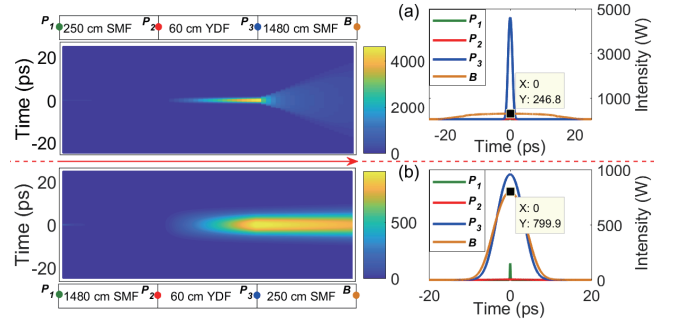 P1 250 cm SMF P2 60 cm YDF P3 1480 cm SMF B
20
0
-20
Time (ps)
4000
2000
0
(a)
P1
P2
P3
B
X: 0
Y: 246.8
5000
3000
1000
Intensity (W)
-20 0 20
Time (ps)
20
0
-20
Time (ps)
500
0
P1 1480 cm SMF P2 60 cm YDF P3 250 cm SMF B
(b)
P1
P2
P3
B
X: 0
Y: 799.9
1000
500
0
Intensity (W)
-20 0 20
Time (ps)